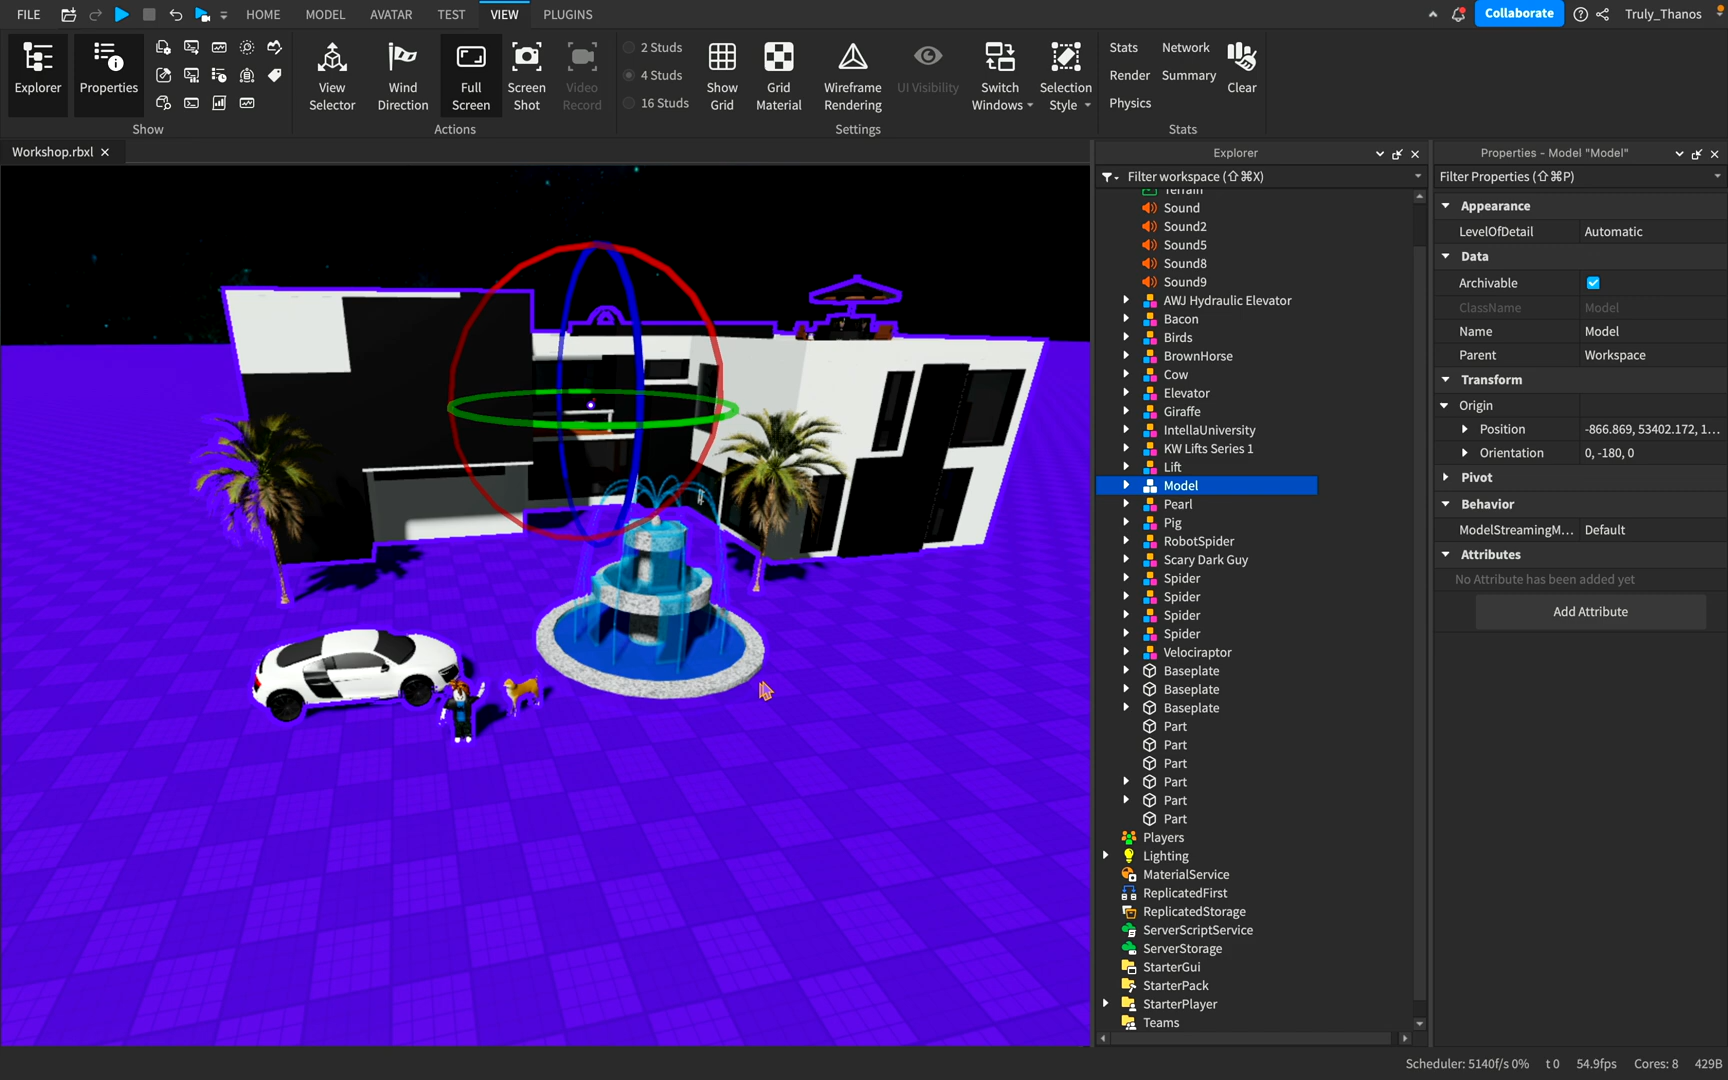 FILE
HOME
MODEL
AVATAR
TEST
VIEW
PLUGINS
Collaborate
Truly_Thanos
Explorer
Properties
Show
View
Selector
Wind
Direction
Full
Screen
Screen
Shot
Video
Record
Actions
2 Studs
4 Studs
16 Studs
Show
Grid
Grid
Material
Wireframe
Rendering
UI Visibility
Switch
Windows
Selection
Style
Settings
Stats
Network
Render
Summary
Physics
Clear
Stats
Workshop.rbxl
Explorer
Filter workspace (⇧⌘X)
Terrain
Sound
Sound2
Sound5
Sound8
Sound9
AWJ Hydraulic Elevator
Bacon
Birds
BrownHorse
Cow
Elevator
Giraffe
IntellaUniversity
KW Lifts Series 1
Lift
Model
Pearl
Pig
RobotSpider
Scary Dark Guy
Spider
Spider
Spider
Spider
Velociraptor
Baseplate
Baseplate
Baseplate
Part
Part
Part
Part
Part
Part
Players
Lighting
MaterialService
ReplicatedFirst
ReplicatedStorage
ServerScriptService
ServerStorage
StarterGui
StarterPack
StarterPlayer
Teams
Properties - Model "Model"
Filter Properties (⇧⌘P)
Appearance
LevelOfDetail Automatic
Data
Archivable
ClassName Model
Name Model
Parent Workspace
Transform
Origin
Position -866.869, 53402.172, 1...
Orientation 0, -180, 0
Pivot
Behavior
ModelStreamingM... Default
Attributes
No Attribute has been added yet
Add Attribute
Scheduler: 5140f/s 0% t 0 54.9fps Cores: 8 429B